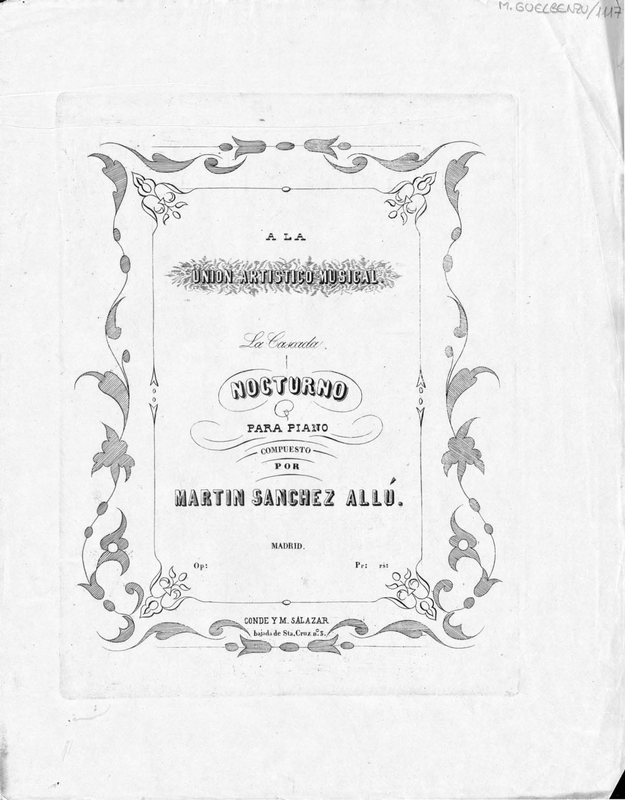 M. GUELBENZU/1117
A LA
UNION ARTISTICO MUSICAL.
La Cascada.
NOCTURNO
PARA PIANO
COMPUESTO
POR
MARTIN SANCHEZ ALLÚ.
MADRID.
Op: Pr: rs:
CONDE Y M. SALAZAR
bajada de Sta. Cruz nº 3.